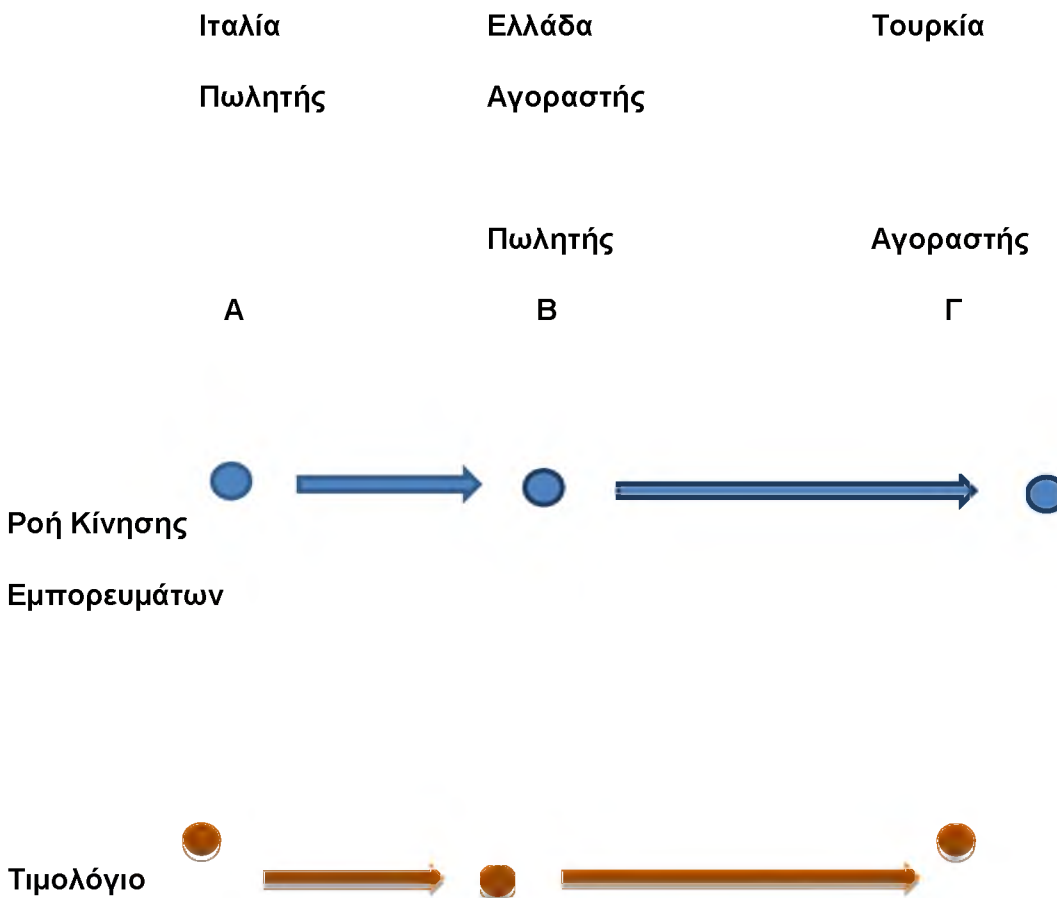 Ιταλία Ελλάδα Τουρκία
Πωλητής Αγοραστής
Πωλητής Αγοραστής
Α Β Γ
Ροή Κίνησης
Εμπορευμάτων
Τιμολόγιο